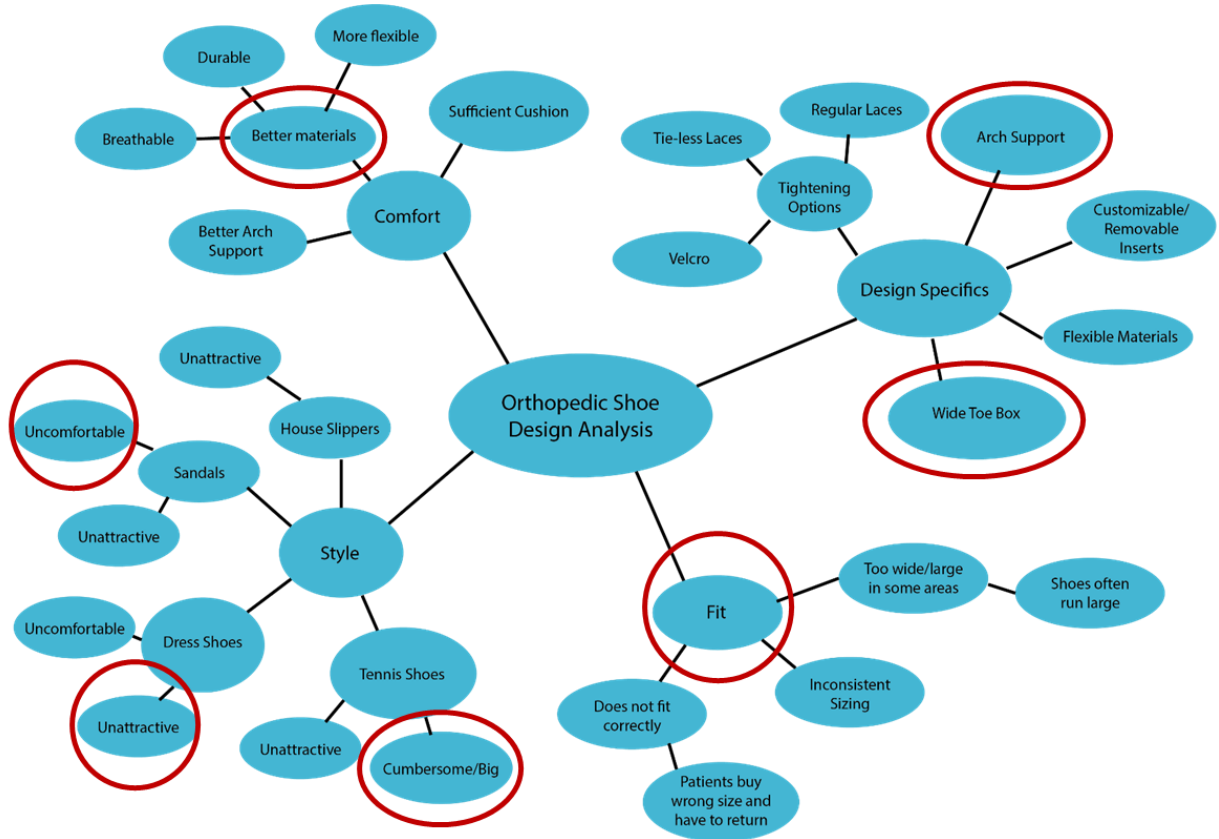 More flexible
Durable
Breathable
Better materials
Sufficient Cushion
Comfort
Better Arch
Support
Regular Laces
Tie-less Laces
Tightening
Options
Velcro
Arch Support
Customizable/
Removable
Inserts
Design Specifics
Flexible Materials
Wide Toe Box
Orthopedic Shoe
Design Analysis
Unattractive
House Slippers
Uncomfortable
Sandals
Unattractive
Style
Uncomfortable
Dress Shoes
Unattractive
Tennis Shoes
Unattractive
Cumbersome/Big
Fit
Too wide/large
in some areas
Shoes often
run large
Inconsistent
Sizing
Does not fit
correctly
Patients buy
wrong size and
have to return